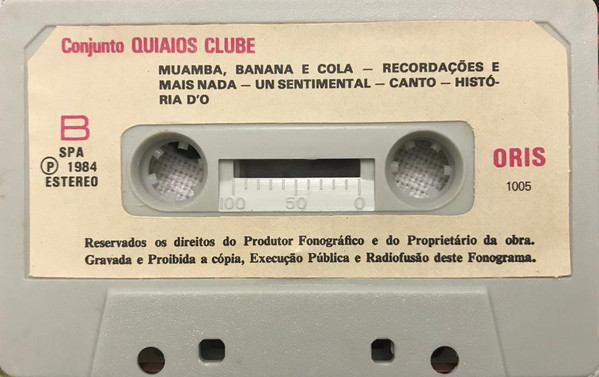 Conjunto QUIAIOS CLUBE
MUAMBA, BANANA E COLA — RECORDAÇÕES E
MAIS NADA — UN SENTIMENTAL — CANTO — HISTÓ-
RIA D'O
B
SPA
Ⓟ 1984
ESTEREO
ORIS
1005
100 50 0
Reservados os direitos do Produtor Fonográfico e do Proprietário da obra.
Gravada e Proibida a cópia, Execução Pública e Radiofusão deste Fonograma.